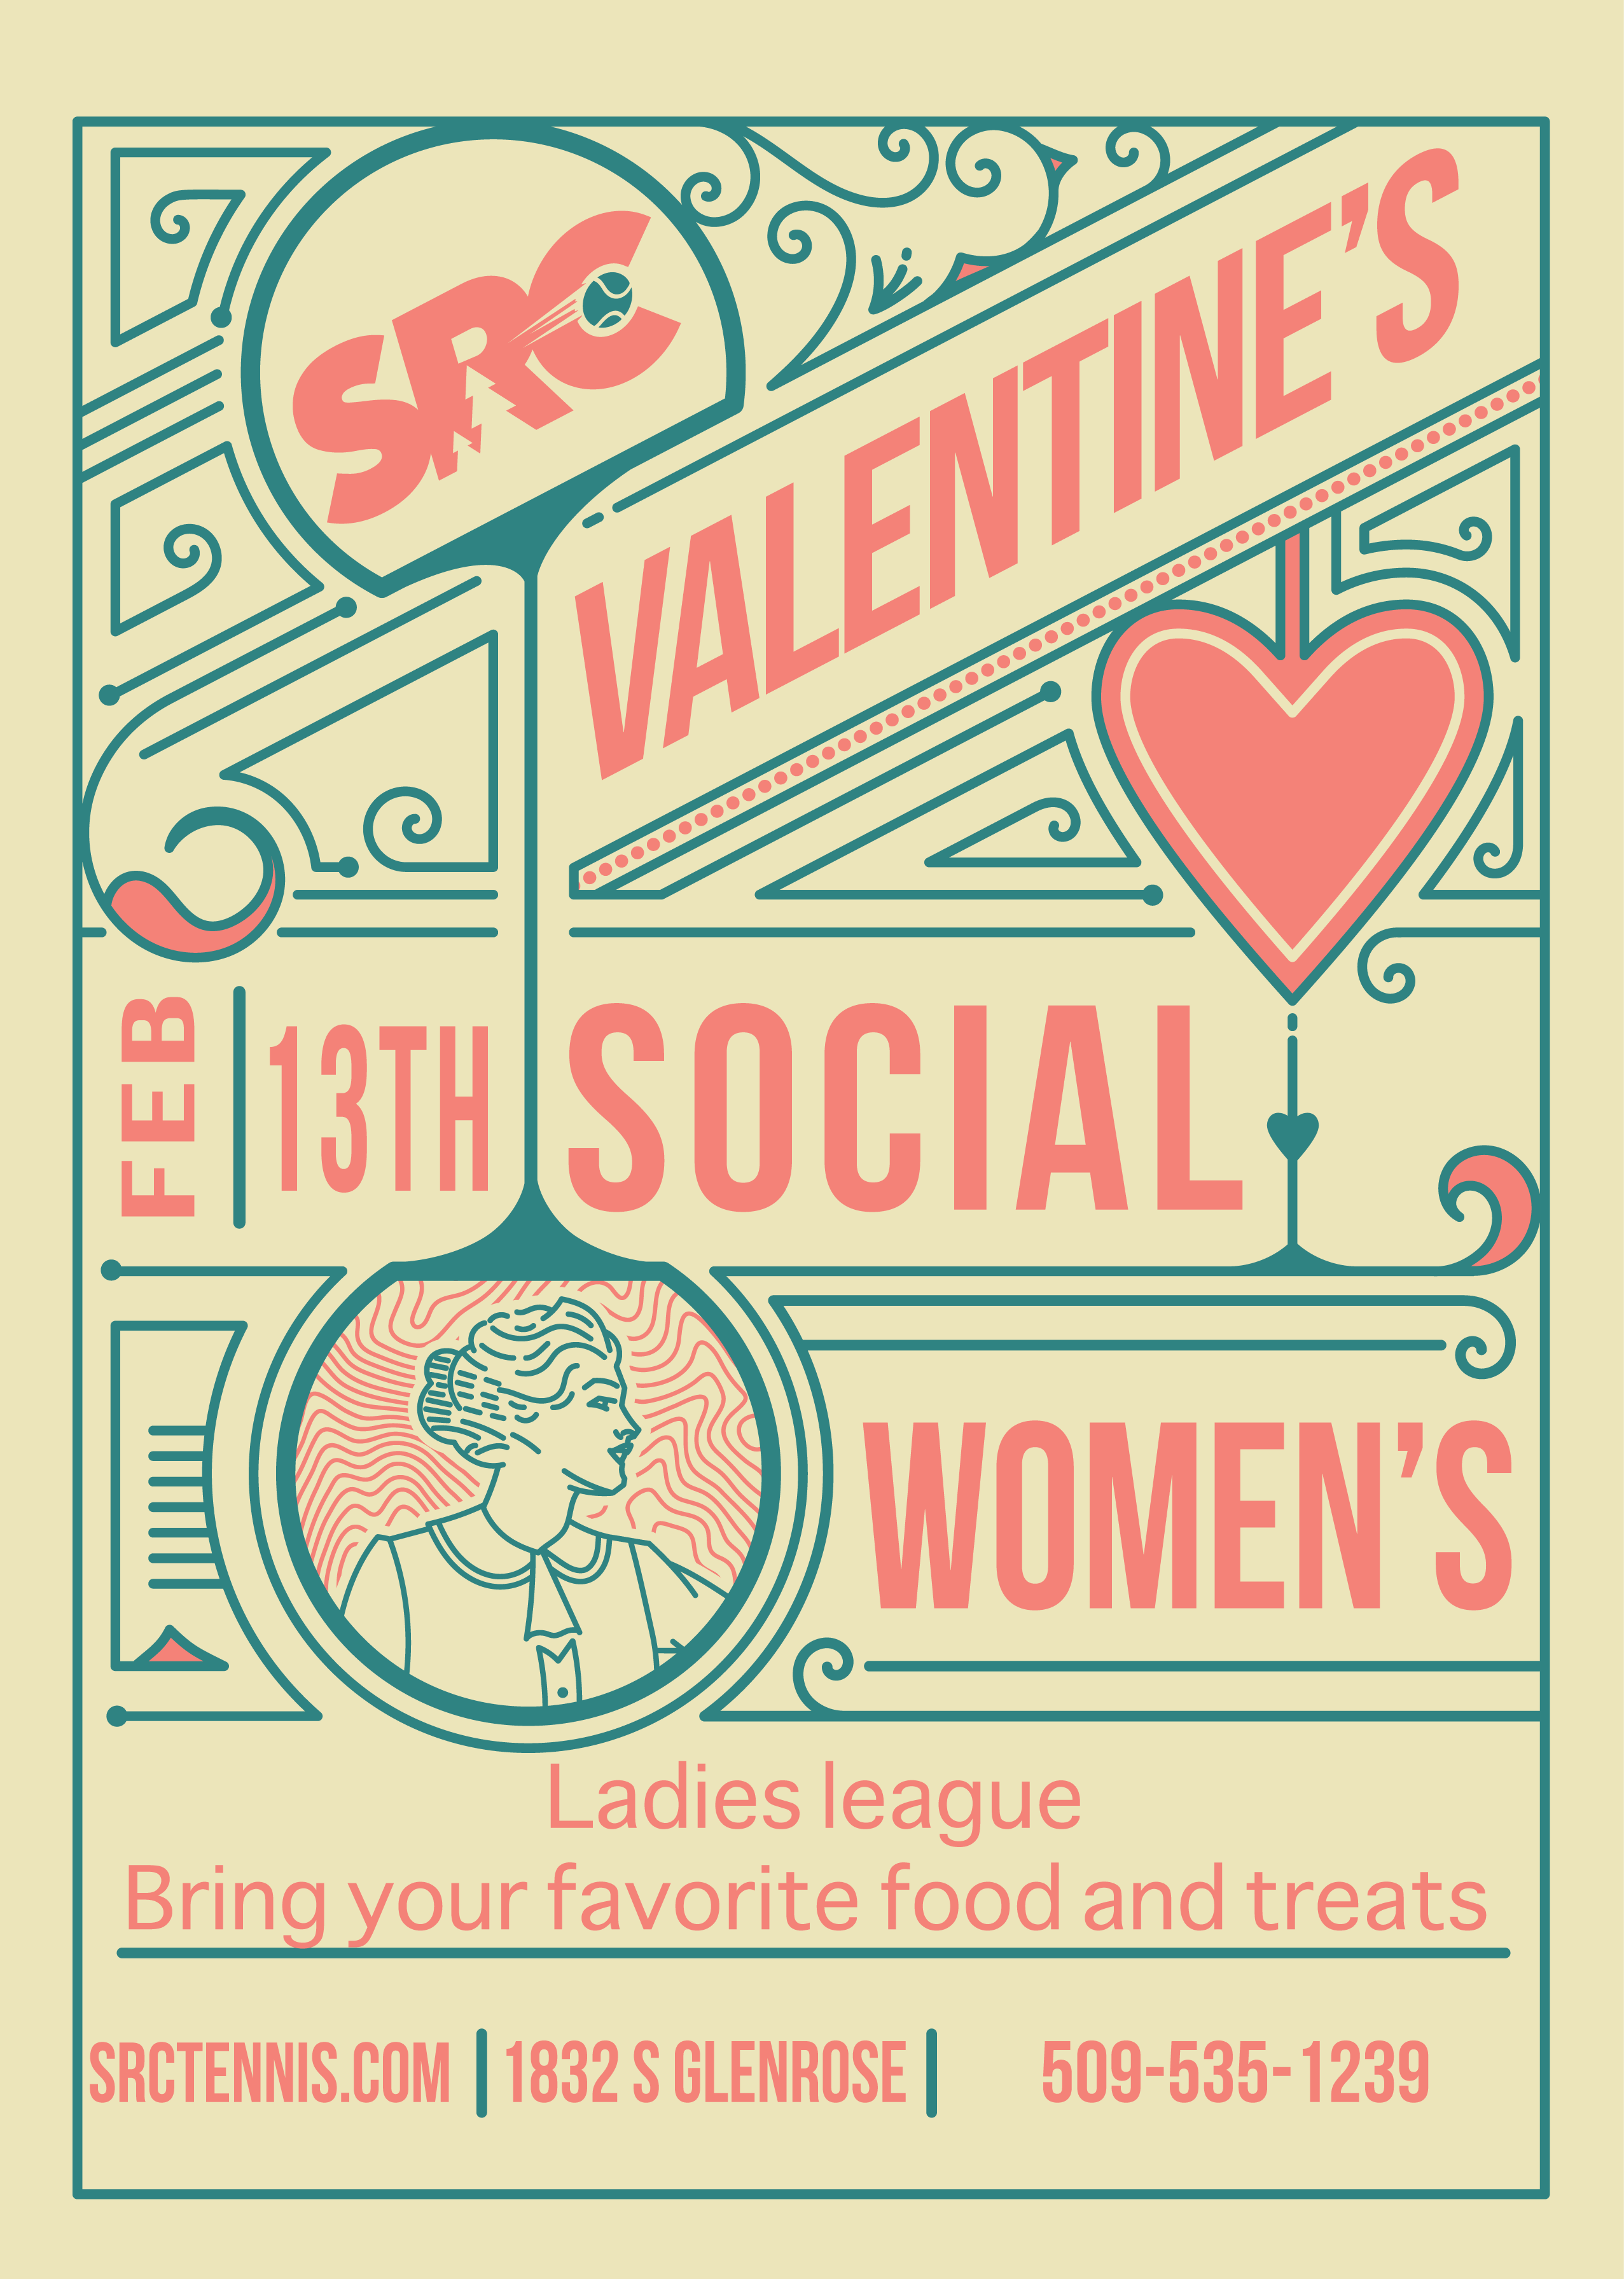 SRC
VALENTINE'S
FEB
13TH
SOCIAL
WOMEN'S
Ladies league
Bring your favorite food and treats
SRCTENNIS.COM
1832 S GLENROSE
509-535-1239